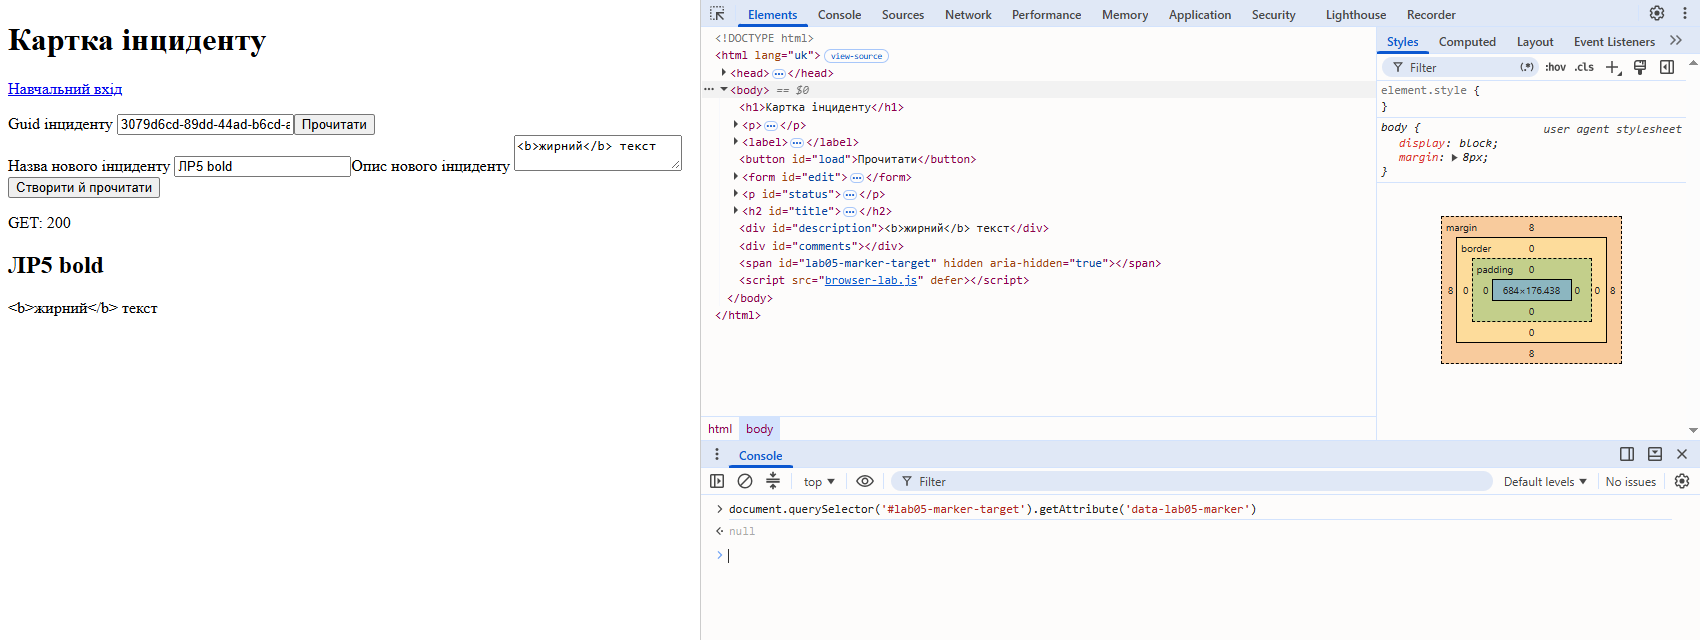 Картка інциденту
Навчальний вхід
Guid інциденту 3079d6cd-89dd-44ad-b6cd-a Прочитати
Назва нового інциденту ЛР5 bold Опис нового інциденту <b>жирний</b> текст
Створити й прочитати
GET: 200
ЛР5 bold
<b>жирний</b> текст
Elements Console Sources Network Performance Memory Application Security Lighthouse Recorder
<!DOCTYPE html>
<html lang="uk"> view-source
<head> ⋯ </head>
<body> == $0
<h1>Картка інциденту</h1>
<p> ⋯ </p>
<label> ⋯ </label>
<button id="load">Прочитати</button>
<form id="edit"> ⋯ </form>
<p id="status"> ⋯ </p>
<h2 id="title"> ⋯ </h2>
<div id="description"><b>жирний</b> текст</div>
<div id="comments"></div>
<span id="lab05-marker-target" hidden aria-hidden="true"></span>
<script src="browser-lab.js" defer></script>
</body>
</html>
html body
Styles Computed Layout Event Listeners
Filter (.*) :hov .cls
element.style {
}
body { user agent stylesheet
display: block;
margin: 8px;
}
margin 8
border 0
padding 0
8 0 0 684×176.438 0 0 8
0
0
8
Console
top Filter Default levels No issues
document.querySelector('#lab05-marker-target').getAttribute('data-lab05-marker')
null